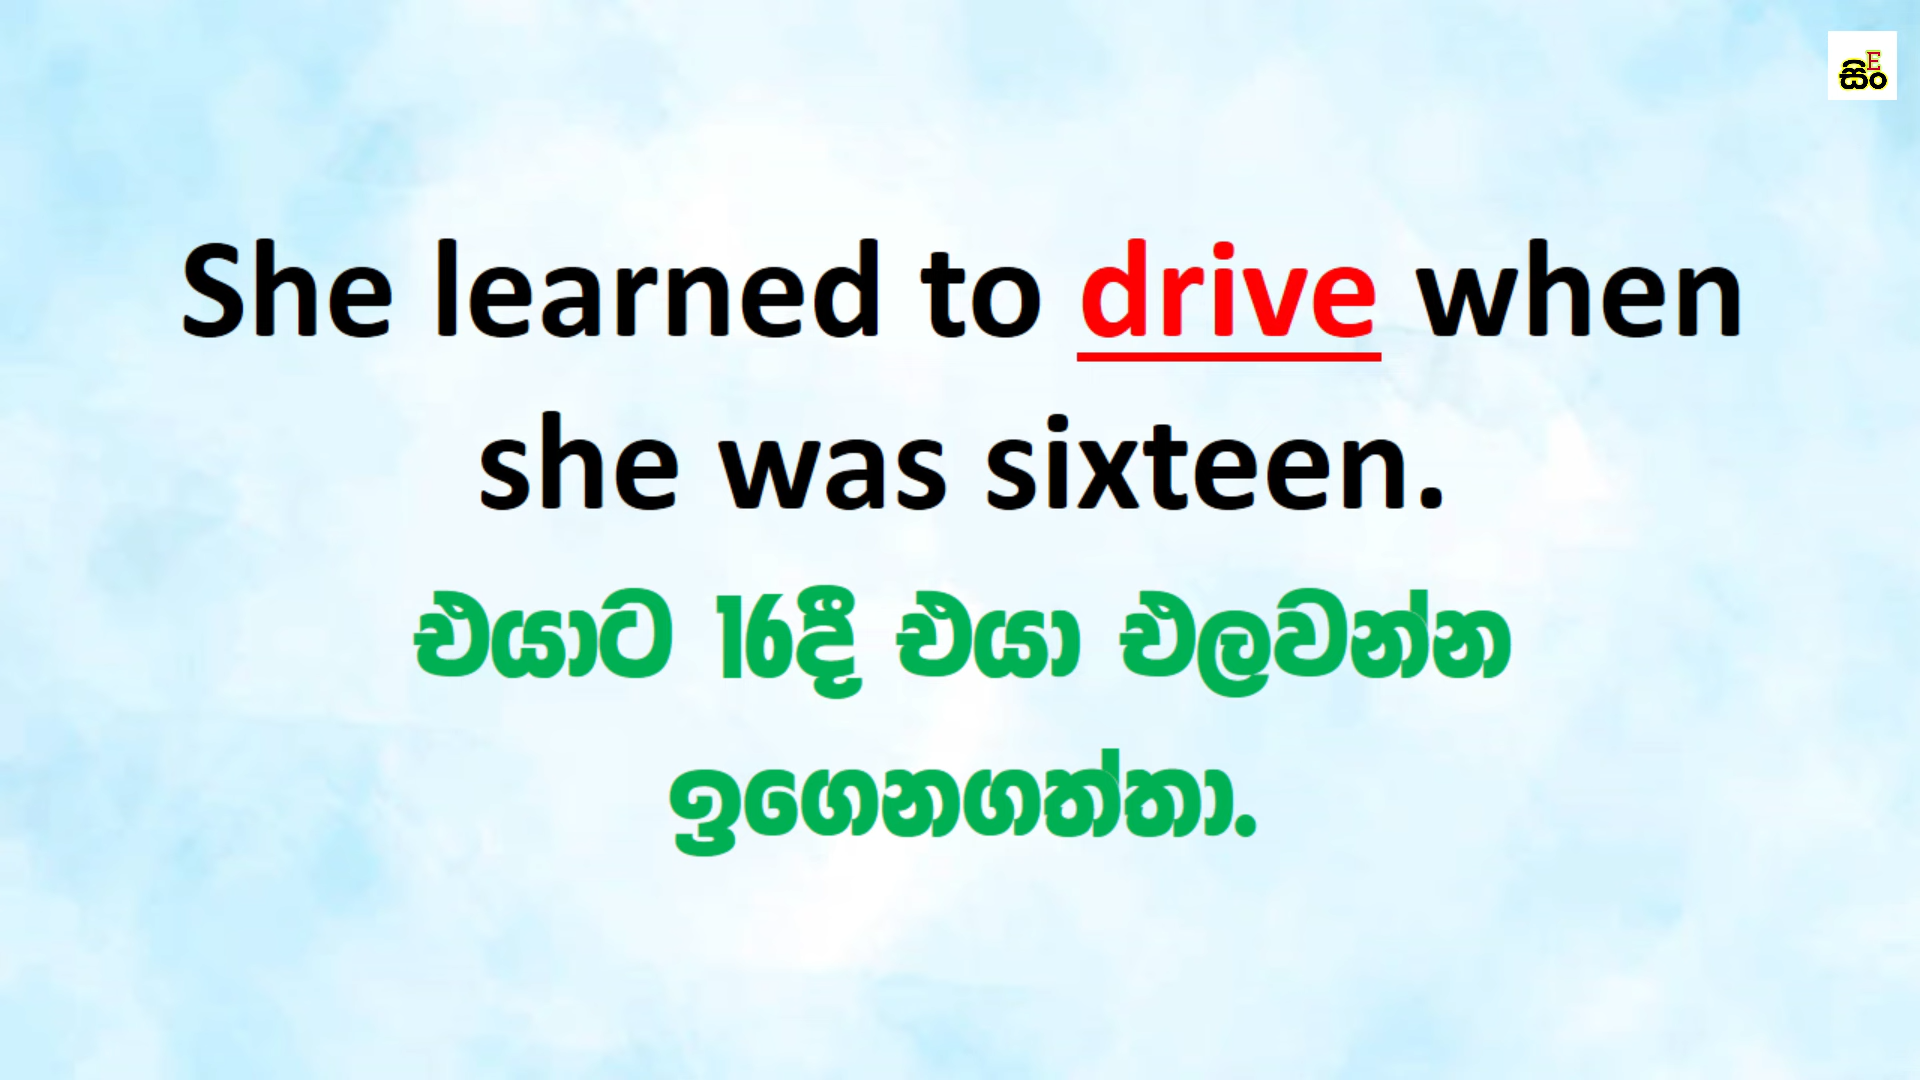 සිංE
She learned to drive when
she was sixteen.
එයාට 16දී එයා එලවන්න
ඉගෙනගත්තා.